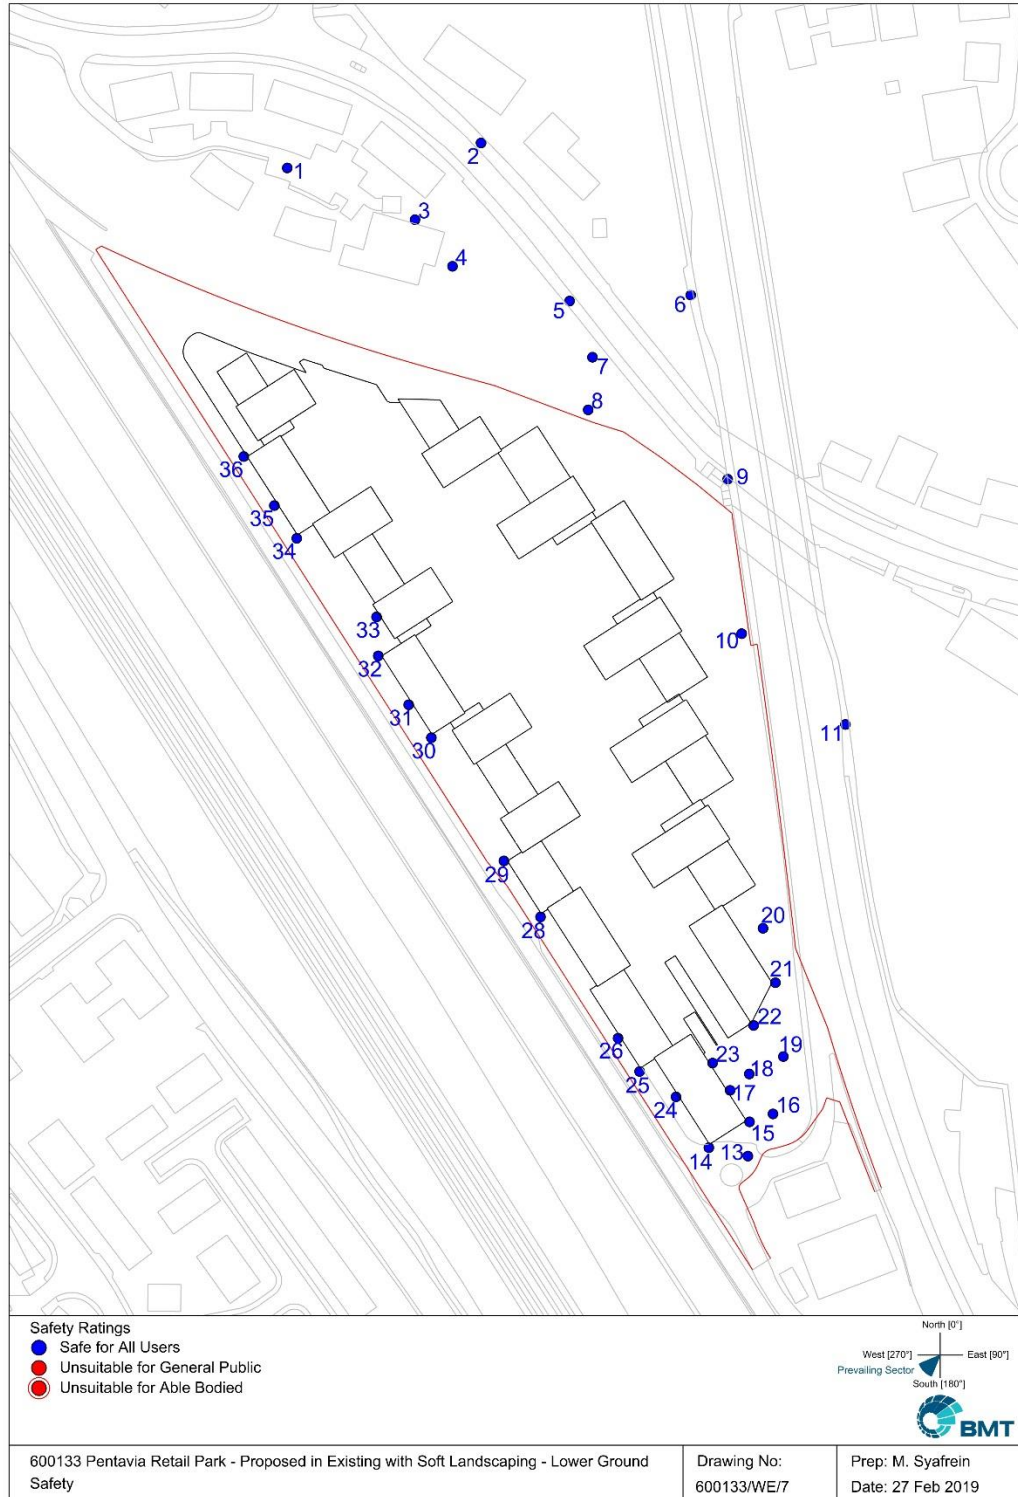 1
2
3
4
5
6
7
8
9
10
11
36
35
34
33
32
31
30
29
28
20
21
22
26
19
23
18
25
17
24
16
15
14
13
Safety Ratings
Safe for All Users
Unsuitable for General Public
Unsuitable for Able Bodied
North [0°]
West [270°]
East [90°]
Prevailing Sector
South [180°]
BMT
600133 Pentavia Retail Park - Proposed in Existing with Soft Landscaping - Lower Ground
Safety
Drawing No:
600133/WE/7
Prep: M. Syafrein
Date: 27 Feb 2019